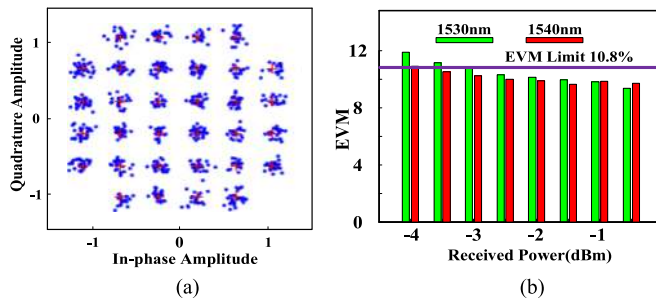 1
0
-1
Quadrature Amplitude
-1
0
1
In-phase Amplitude
(a)
1530nm
1540nm
EVM Limit 10.8%
12
8
4
0
EVM
-4
-3
-2
-1
Received Power(dBm)
(b)